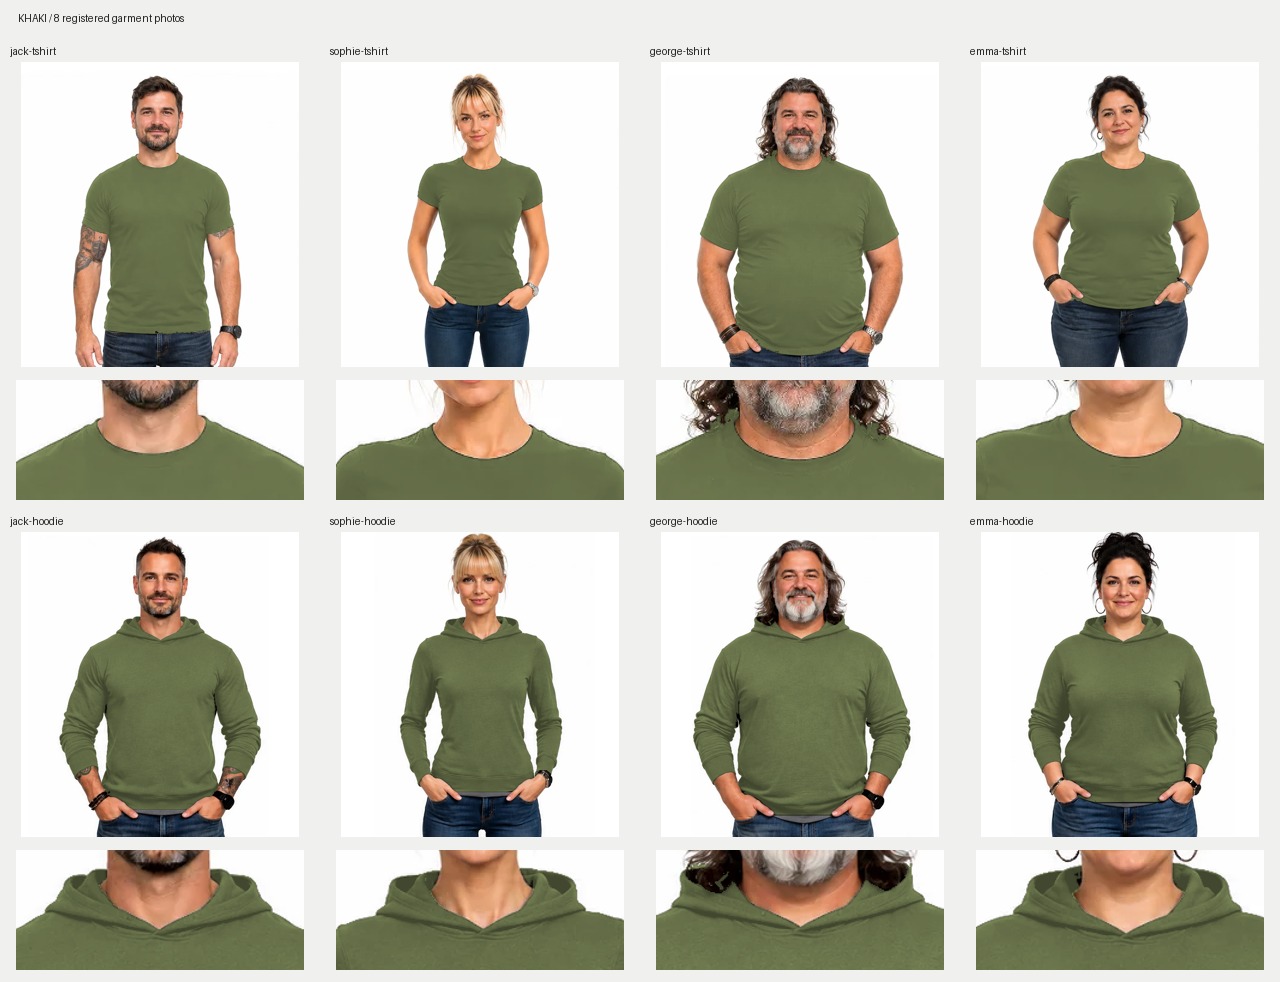 KHAKI / 8 registered garment photos
jack-tshirt
sophie-tshirt
george-tshirt
emma-tshirt
jack-hoodie
sophie-hoodie
george-hoodie
emma-hoodie